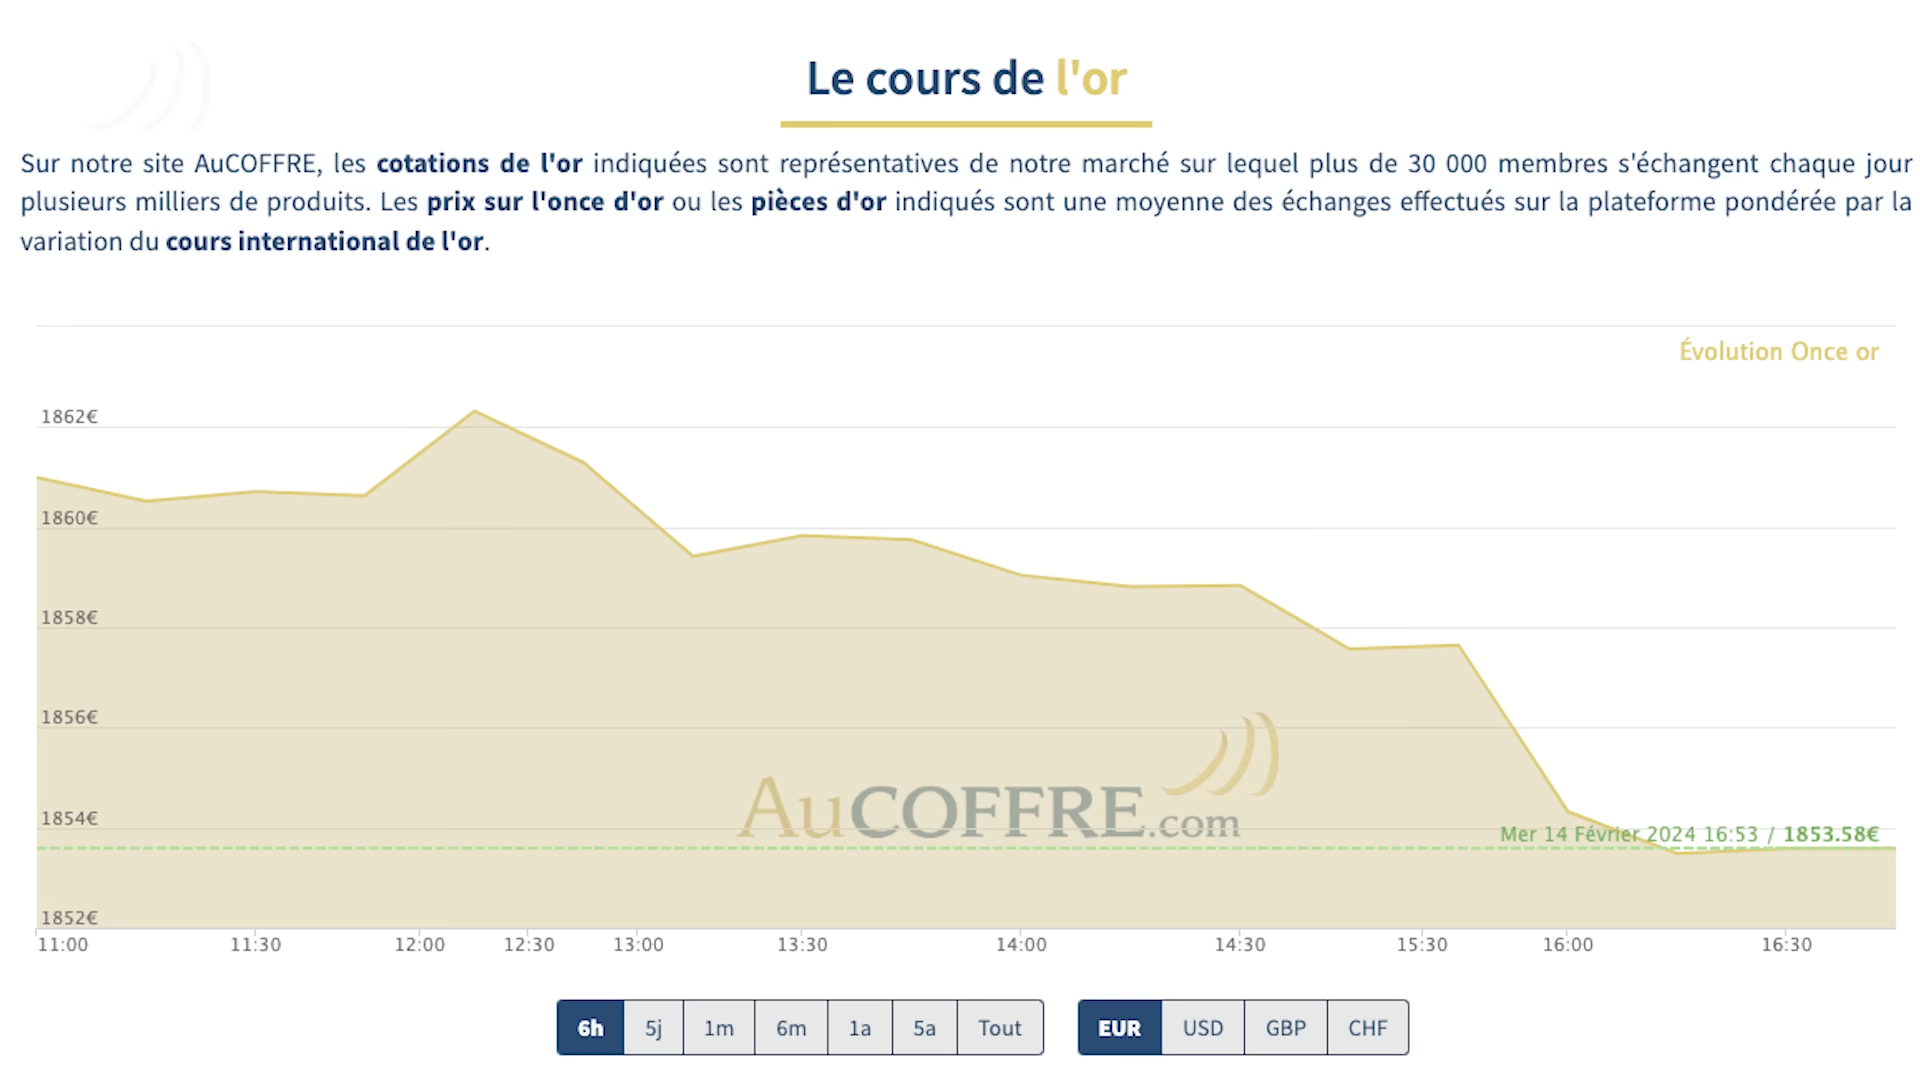 Le cours de l'or
Sur notre site AuCOFFRE, les cotations de l'or indiquées sont représentatives de notre marché sur lequel plus de 30 000 membres s'échangent chaque jour
plusieurs milliers de produits. Les prix sur l'once d'or ou les pièces d'or indiqués sont une moyenne des échanges effectués sur la plateforme pondérée par la
variation du cours international de l'or.
Évolution Once or
1862€
1860€
1858€
1856€
1854€
1852€
AuCOFFRE.com
Mer 14 Février 2024 16:53 / 1853.58€
11:00 11:30 12:00 12:30 13:00 13:30 14:00 14:30 15:30 16:00 16:30
6h 5j 1m 6m 1a 5a Tout EUR USD GBP CHF